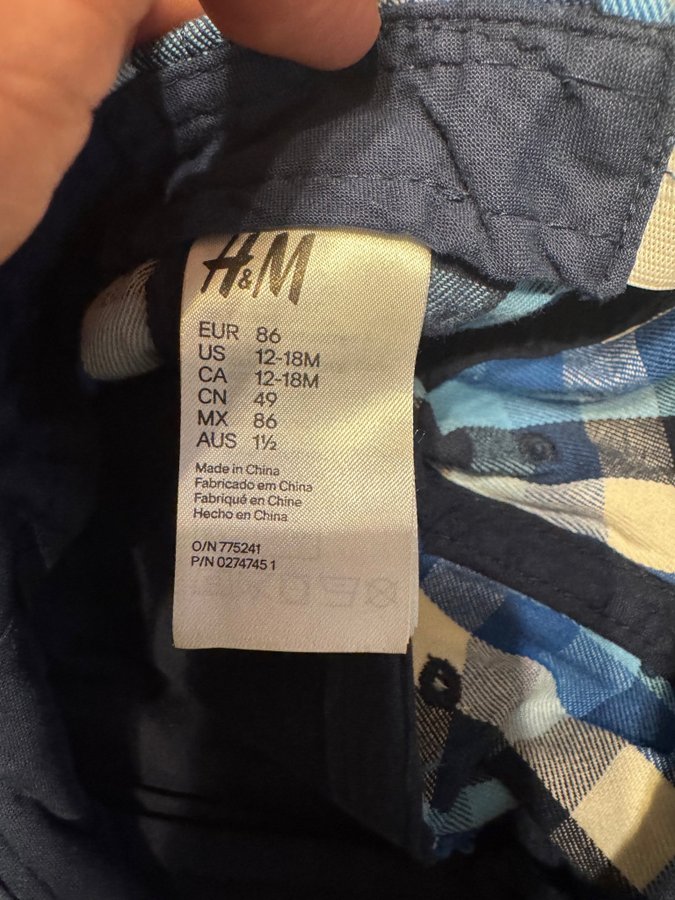 H&M
EUR 86
US 12-18M
CA 12-18M
CN 49
MX 86
AUS 1½
Made in China
Fabricado em China
Fabriqué en Chine
Hecho en China
O/N 775241
P/N 0274745 1